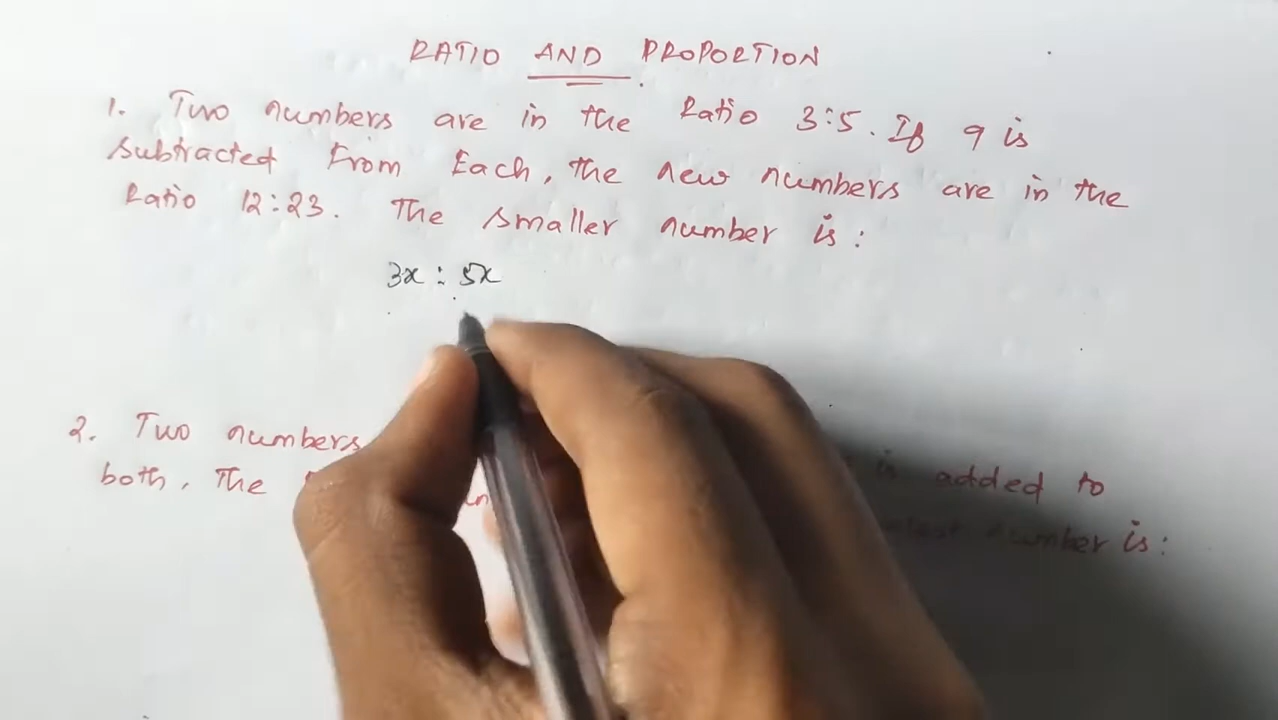 RATIO AND PROPORTION
1. Two numbers are in the Ratio 3:5. If 9 is
Subtracted From Each, the new numbers are in the
Ratio 12:23. The smaller number is:
3x : 5x
2. Two numbers in added to
both, The number is: